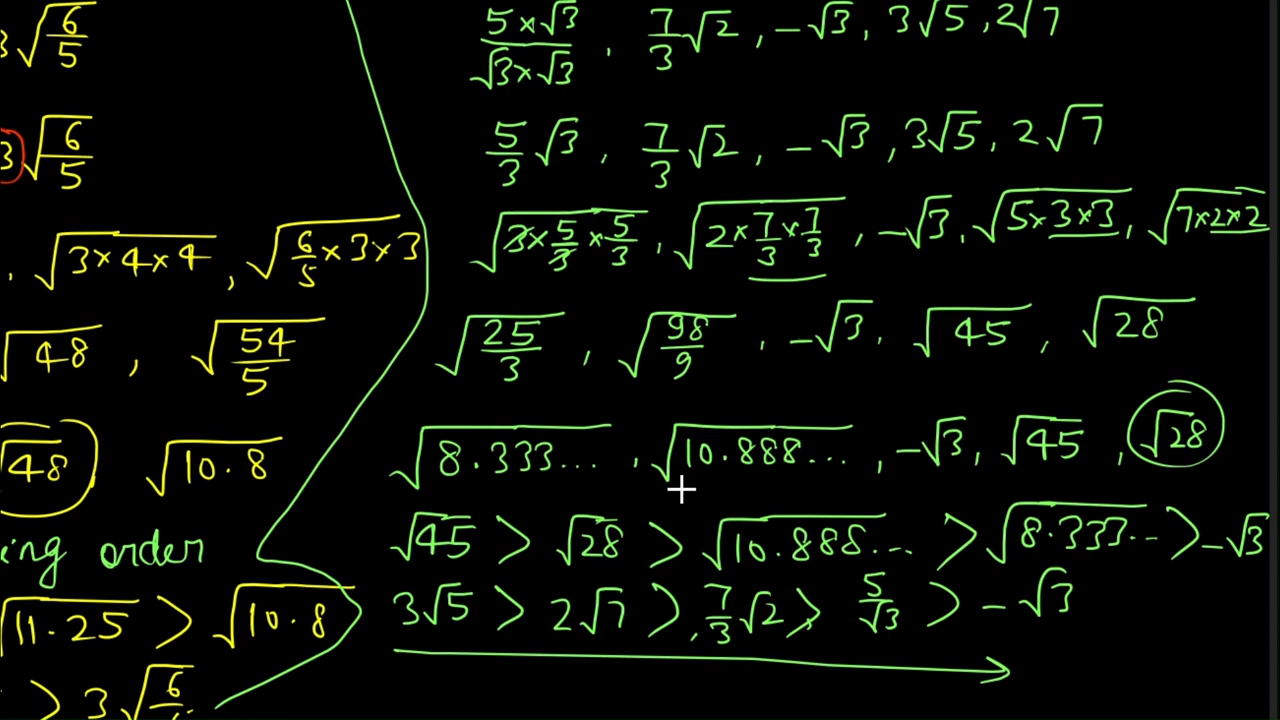 3√(6/5)
3√(6/5)
, √(3×4×4) , √(6/5 ×3×3)
√48 , √(54/5)
√48 √10.8
ing order
√11.25 > √10.8
> 3√(6/
(5×√3)/(√3×√3) , 7/3 √2 , -√3 , 3√5 , 2√7
5/3 √3 , 7/3 √2 , -√3 , 3√5 , 2√7
√(3×5/3×5/3) , √(2×7/3×7/3) , -√3 , √(5×3×3) , √(7×2×2)
√(25/3) , √(98/9) , -√3 , √45 , √28
√8.333... , √10.888... , -√3 , √45 , √28
√45 > √28 > √10.888... > √8.333.. > -√3
3√5 > 2√7 > , 7/3 √2 > 5/√3 > -√3